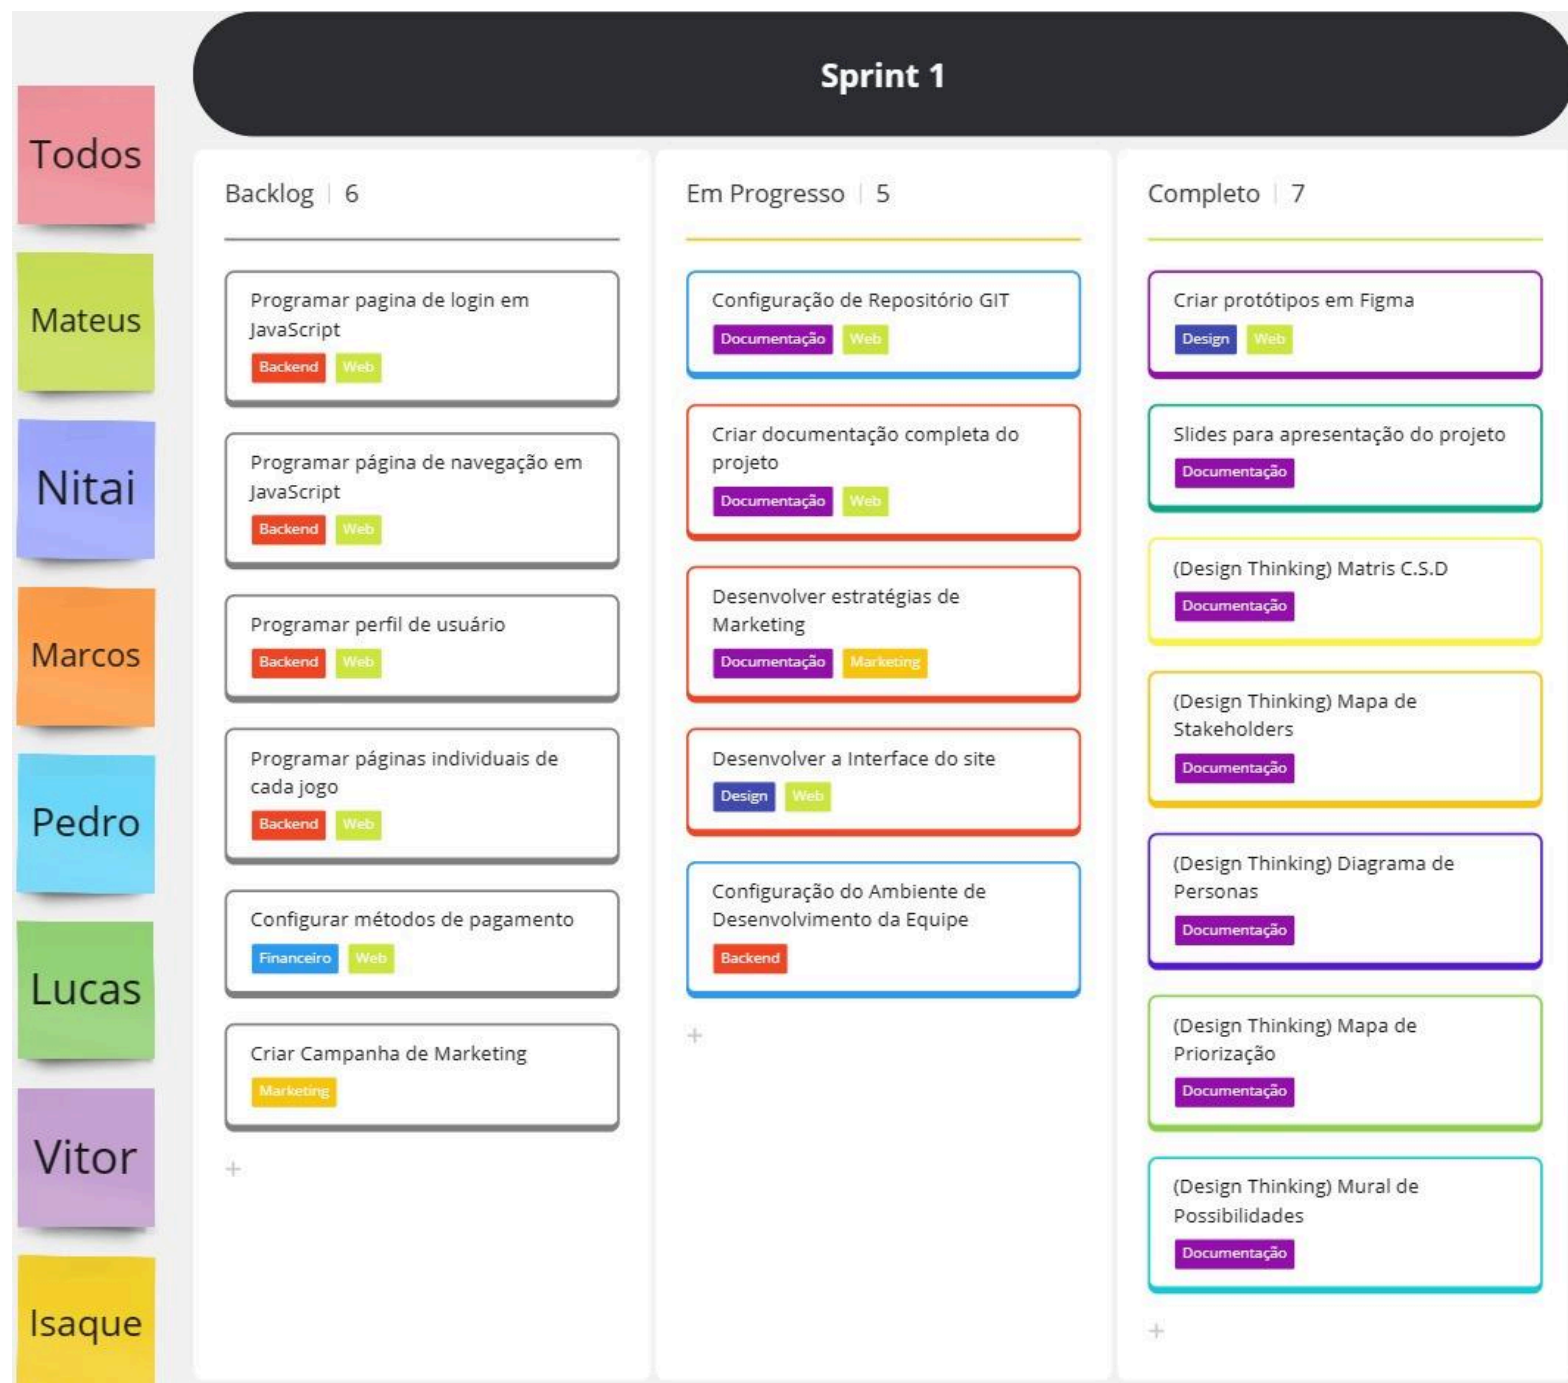 Sprint 1
Todos
Mateus
Nitai
Marcos
Pedro
Lucas
Vitor
Isaque
Backlog | 6
Programar pagina de login em
JavaScript
Backend Web
Programar página de navegação em
JavaScript
Backend Web
Programar perfil de usuário
Backend Web
Programar páginas individuais de
cada jogo
Backend Web
Configurar métodos de pagamento
Financeiro Web
Criar Campanha de Marketing
Marketing
+
Em Progresso | 5
Configuração de Repositório GIT
Documentação Web
Criar documentação completa do
projeto
Documentação Web
Desenvolver estratégias de
Marketing
Documentação Marketing
Desenvolver a Interface do site
Design Web
Configuração do Ambiente de
Desenvolvimento da Equipe
Backend
+
Completo | 7
Criar protótipos em Figma
Design Web
Slides para apresentação do projeto
Documentação
(Design Thinking) Matris C.S.D
Documentação
(Design Thinking) Mapa de
Stakeholders
Documentação
(Design Thinking) Diagrama de
Personas
Documentação
(Design Thinking) Mapa de
Priorização
Documentação
(Design Thinking) Mural de
Possibilidades
Documentação
+